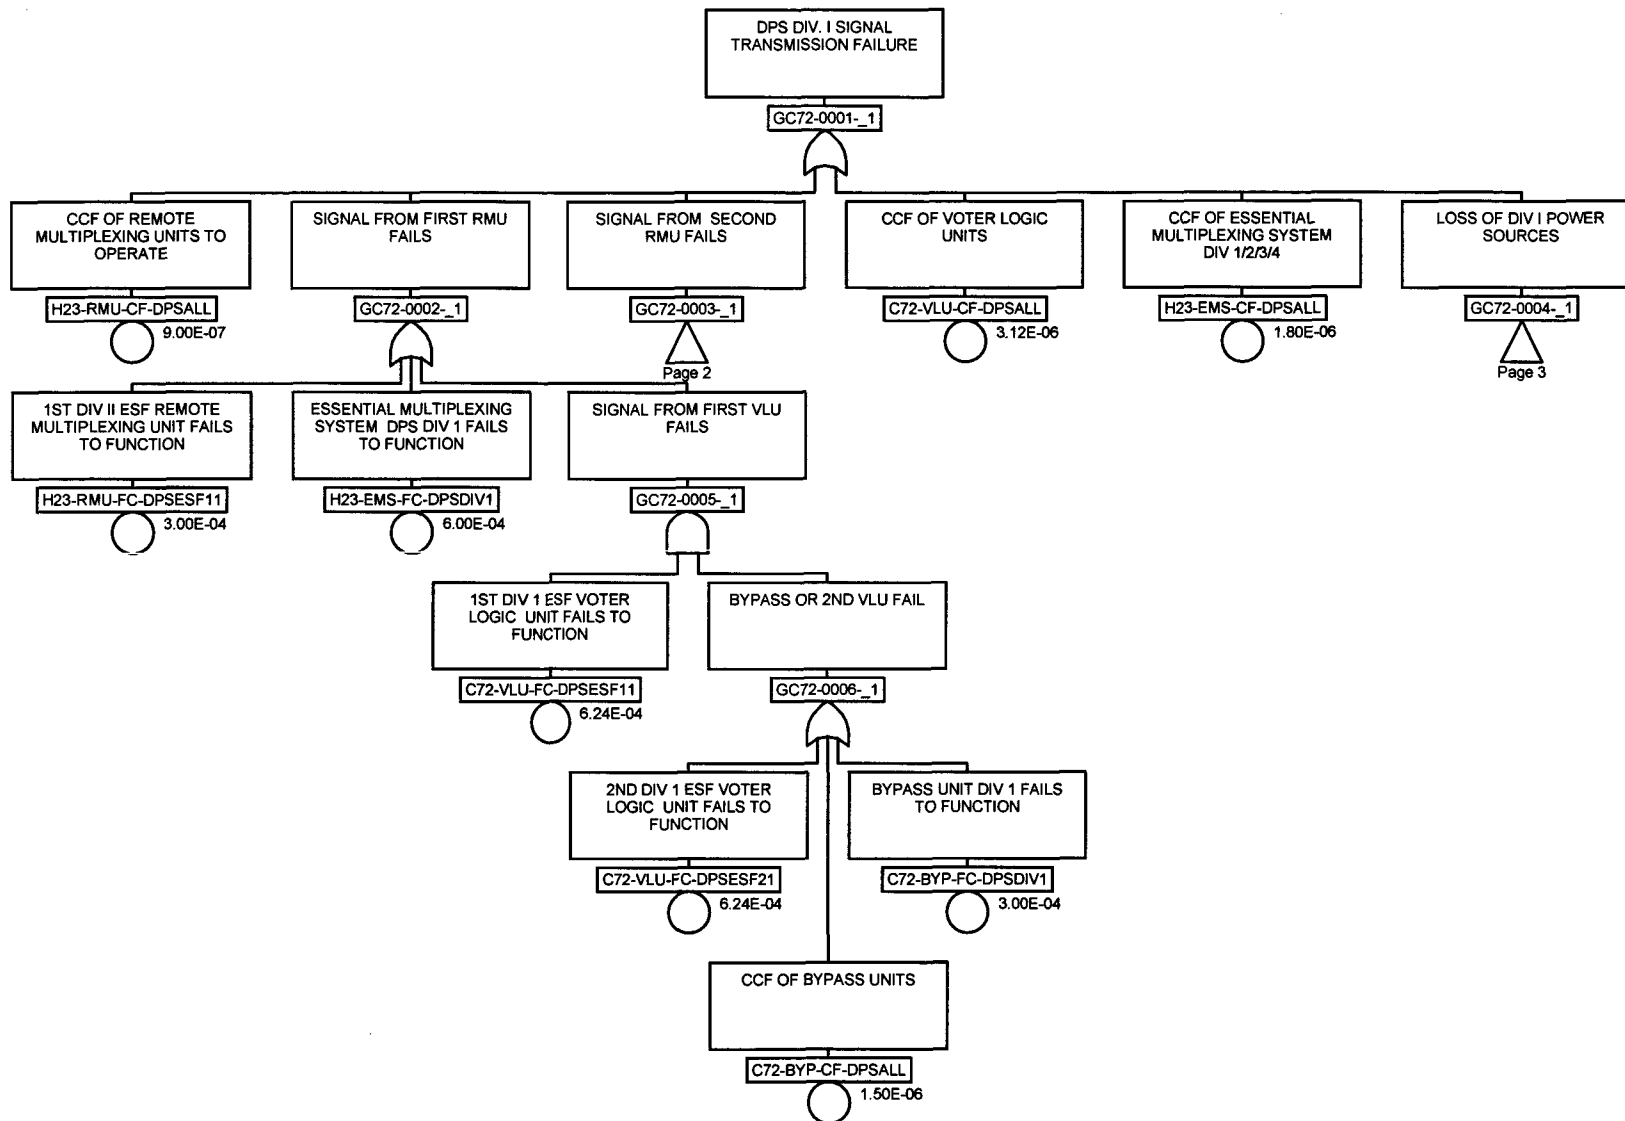 DPS DIV. I SIGNAL
TRANSMISSION FAILURE
GC72-0001-_1
CCF OF REMOTE
MULTIPLEXING UNITS TO
OPERATE
H23-RMU-CF-DPSALL
9.00E-07
SIGNAL FROM FIRST RMU
FAILS
GC72-0002-_1
SIGNAL FROM SECOND
RMU FAILS
GC72-0003-_1
Page 2
CCF OF VOTER LOGIC
UNITS
C72-VLU-CF-DPSALL
3.12E-06
CCF OF ESSENTIAL
MULTIPLEXING SYSTEM
DIV 1/2/3/4
H23-EMS-CF-DPSALL
1.80E-06
LOSS OF DIV I POWER
SOURCES
GC72-0004-_1
Page 3
1ST DIV II ESF REMOTE
MULTIPLEXING UNIT FAILS
TO FUNCTION
H23-RMU-FC-DPSESF11
3.00E-04
ESSENTIAL MULTIPLEXING
SYSTEM DPS DIV 1 FAILS
TO FUNCTION
H23-EMS-FC-DPSDIV1
6.00E-04
SIGNAL FROM FIRST VLU
FAILS
GC72-0005-_1
1ST DIV 1 ESF VOTER
LOGIC UNIT FAILS TO
FUNCTION
C72-VLU-FC-DPSESF11
6.24E-04
BYPASS OR 2ND VLU FAIL
GC72-0006-_1
2ND DIV 1 ESF VOTER
LOGIC UNIT FAILS TO
FUNCTION
C72-VLU-FC-DPSESF21
6.24E-04
BYPASS UNIT DIV 1 FAILS
TO FUNCTION
C72-BYP-FC-DPSDIV1
3.00E-04
CCF OF BYPASS UNITS
C72-BYP-CF-DPSALL
1.50E-06